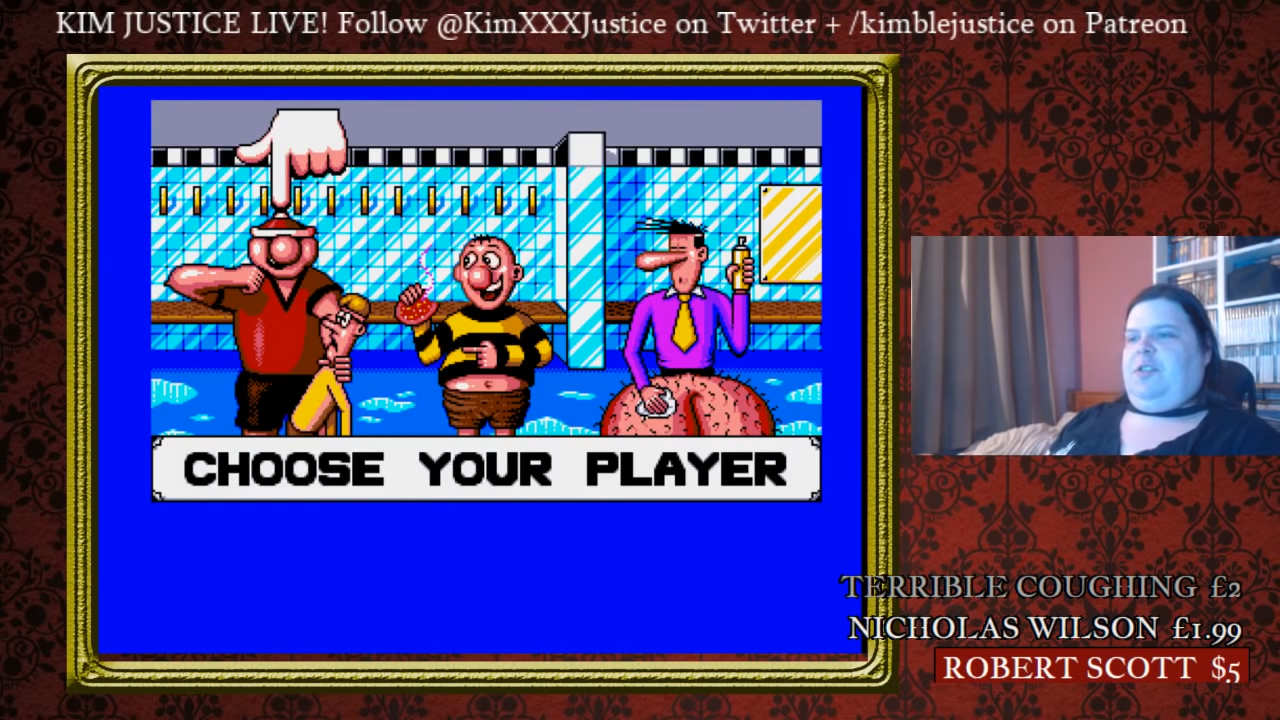 KIM JUSTICE LIVE! Follow @KimXXXJustice on Twitter + /kimblejustice on Patreon
CHOOSE YOUR PLAYER
TERRIBLE COUGHING £2
NICHOLAS WILSON £1.99
ROBERT SCOTT $5